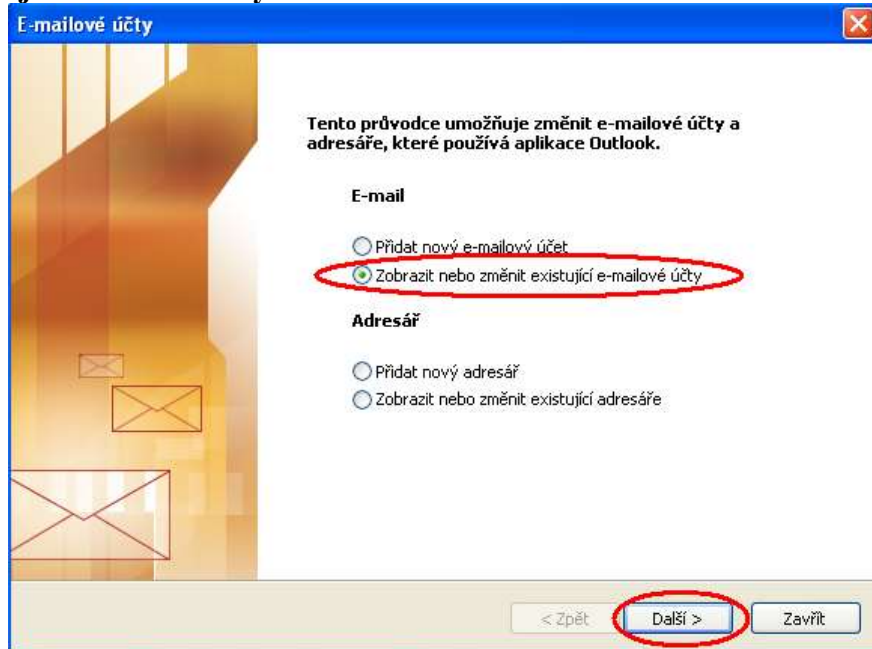 E-mailové účty
Tento průvodce umožňuje změnit e-mailové účty a
adresáře, které používá aplikace Outlook.
E-mail
Přidat nový e-mailový účet
Zobrazit nebo změnit existující e-mailové účty
Adresář
Přidat nový adresář
Zobrazit nebo změnit existující adresáře
< Zpět Další > Zavřít